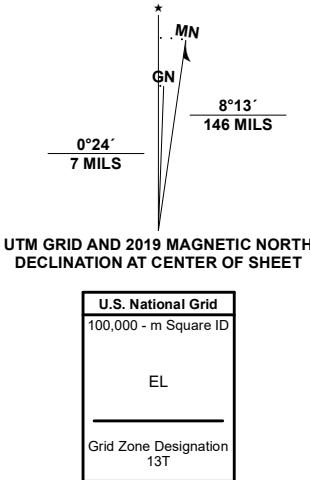 ★
MN
GN
8°13´
146 MILS
0°24´
7 MILS
UTM GRID AND 2019 MAGNETIC NORTH
DECLINATION AT CENTER OF SHEET
U.S. National Grid
100,000 - m Square ID
EL
Grid Zone Designation
13T